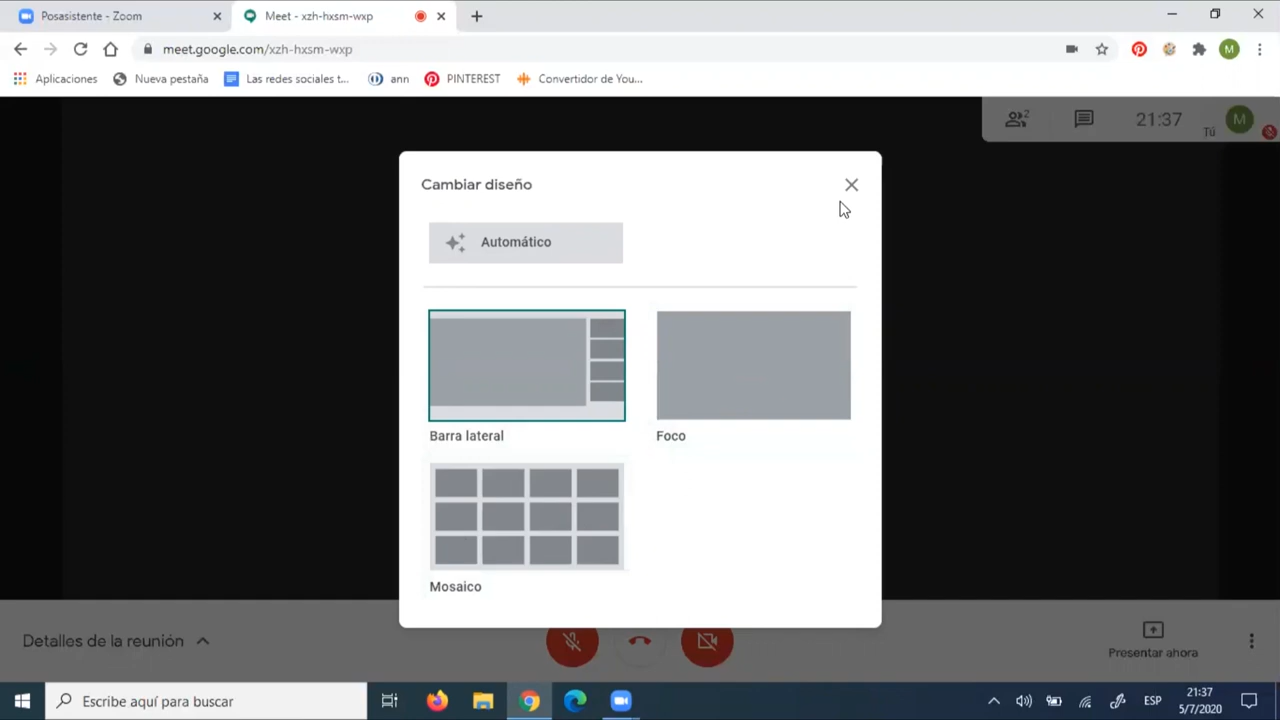 Posasistente - Zoom
Meet - xzh-hxsm-wxp
meet.google.com/xzh-hxsm-wxp
M
Aplicaciones
Nueva pestaña
Las redes sociales t...
ann
PINTEREST
Convertidor de You...
2
21:37
Tú
M
Cambiar diseño
Automático
Barra lateral
Foco
Mosaico
Detalles de la reunión
Presentar ahora
Escribe aquí para buscar
ESP
21:37
5/7/2020